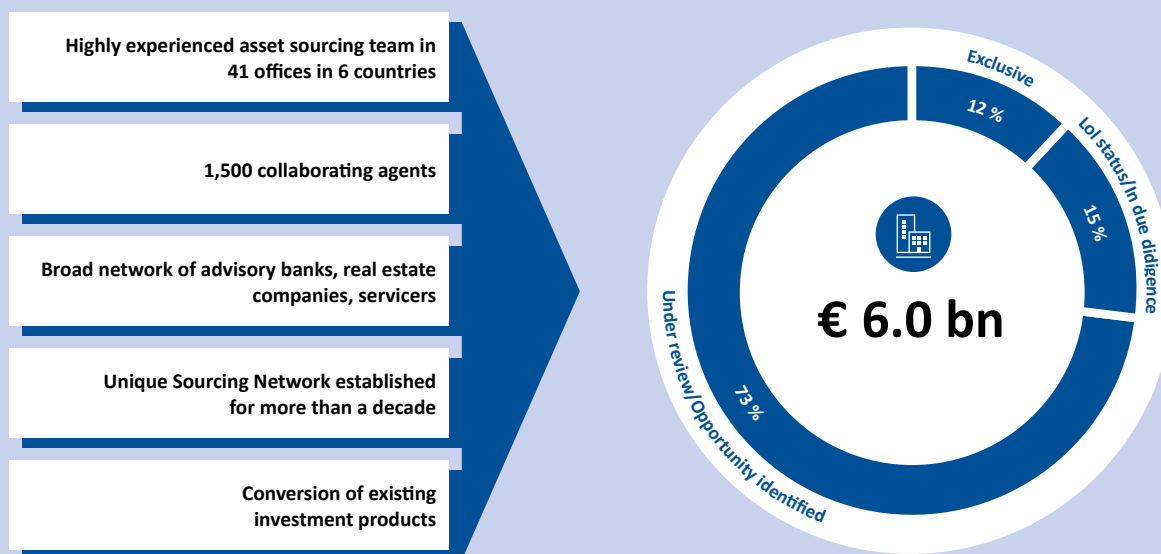 Highly experienced asset sourcing team in
41 offices in 6 countries
1,500 collaborating agents
Broad network of advisory banks, real estate
companies, servicers
Unique Sourcing Network established
for more than a decade
Conversion of existing
investment products
Exclusive
12 %
LoI status/In due didigence
15 %
€ 6.0 bn
73 %
Under review/Opportunity identified